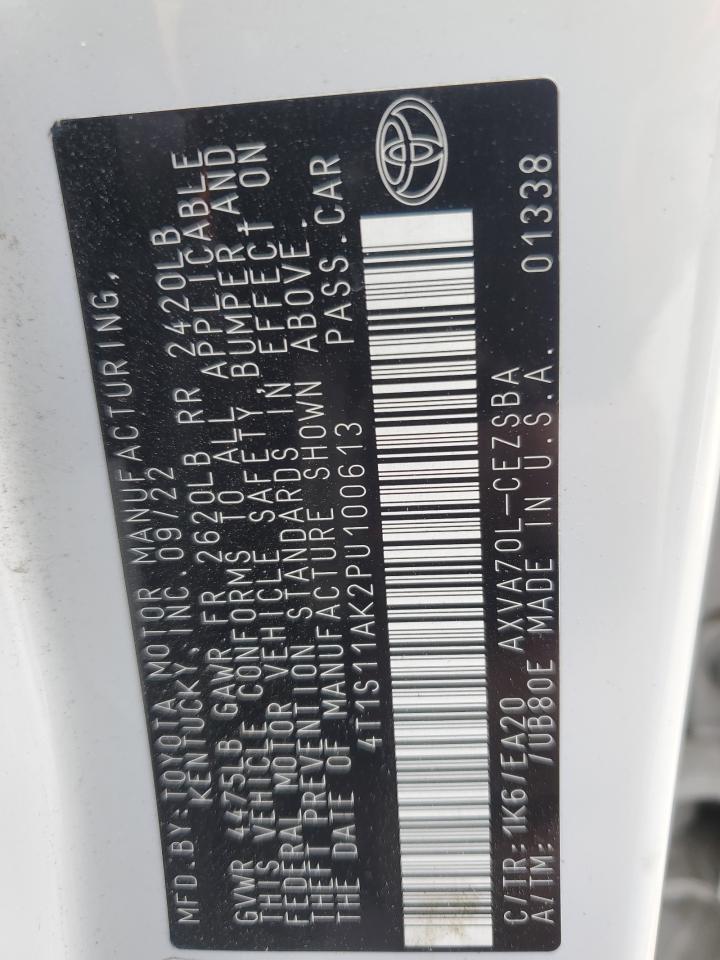 MFD.BY:TOYOTA MOTOR MANUFACTURING,
KENTUCKY, INC.09/22
GVWR 4475LB GAWR FR 2620LB RR 2420LB
THIS VEHICLE CONFORMS TO ALL APPLICABLE
FEDERAL MOTOR VEHICLE SAFETY,BUMPER AND
THEFT PREVENTION STANDARDS IN EFFECT ON
THE DATE OF MANUFACTURE SHOWN ABOVE.
4T1S11AK2PU100613 PASS.CAR
C/TR:1K6/EA20 AXVA70L-CEZSBA 01338
A/TM: /UB80E MADE IN U.S.A.